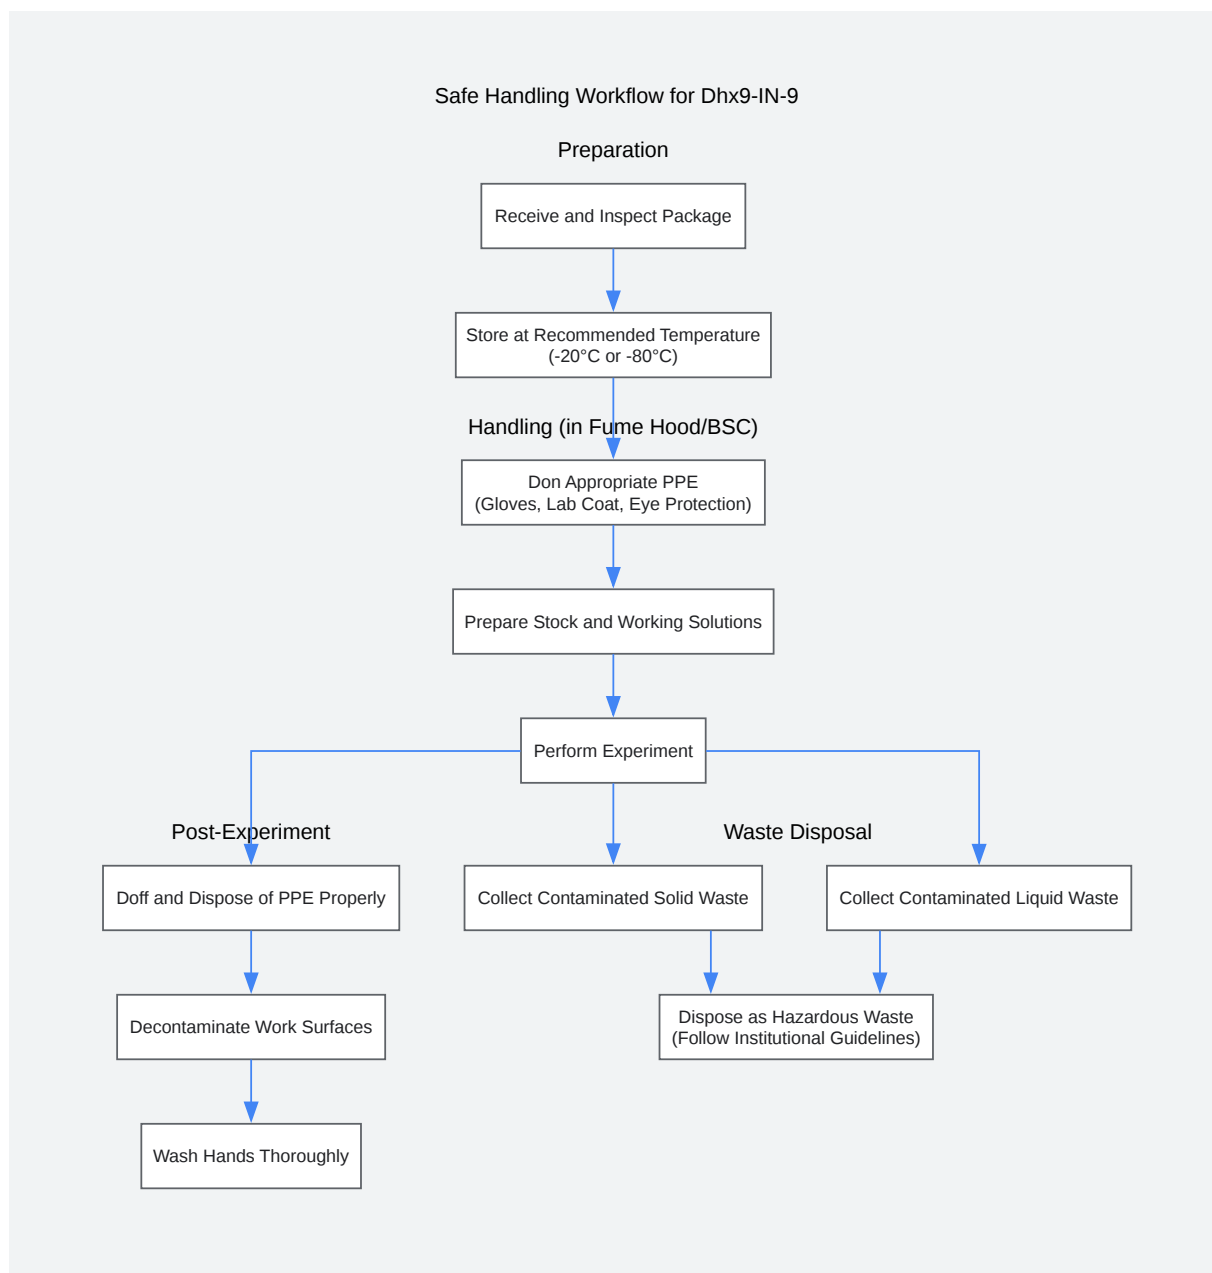 Safe Handling Workflow for Dhx9-IN-9
Preparation
Receive and Inspect Package
Store at Recommended Temperature
(-20°C or -80°C)
Handling (in Fume Hood/BSC)
Don Appropriate PPE
(Gloves, Lab Coat, Eye Protection)
Prepare Stock and Working Solutions
Perform Experiment
Post-Experiment
Doff and Dispose of PPE Properly
Decontaminate Work Surfaces
Wash Hands Thoroughly
Waste Disposal
Collect Contaminated Solid Waste
Collect Contaminated Liquid Waste
Dispose as Hazardous Waste
(Follow Institutional Guidelines)